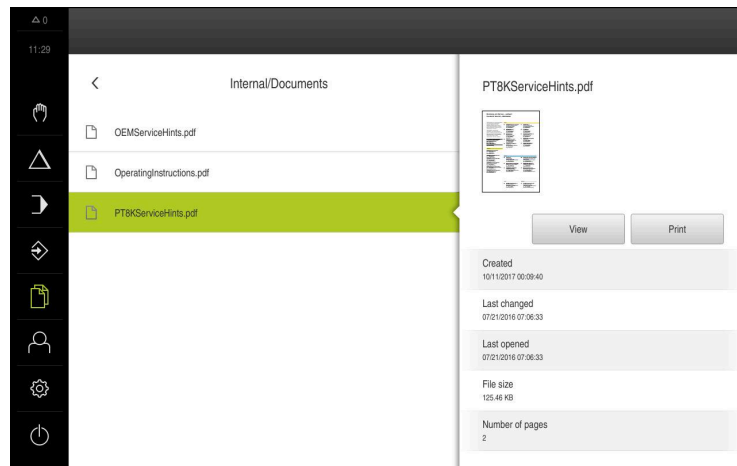 0
11:29
Internal/Documents
OEMServiceHints.pdf
OperatingInstructions.pdf
PT8KServiceHints.pdf
PT8KServiceHints.pdf
View
Print
Created
10/11/2017 00:09:40
Last changed
07/21/2016 07:06:33
Last opened
07/21/2016 07:06:33
File size
125.46 KB
Number of pages
2